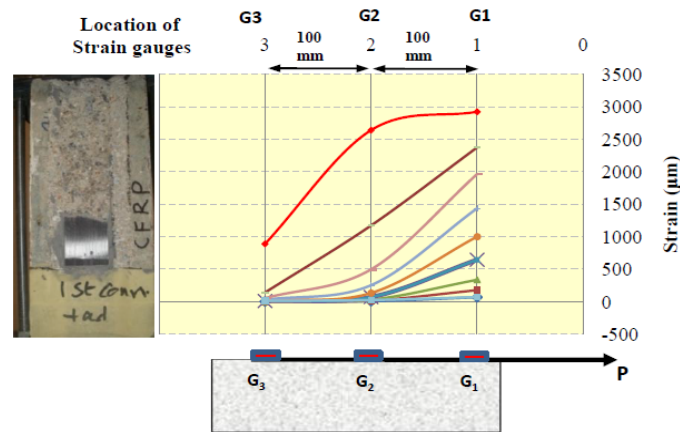 Location of
Strain gauges
G3 G2 G1
3 2 1 0
100
mm
100
mm
3500
3000
2500
2000
1500
1000
500
0
-500
Strain (μm)
CFRP
1st conn
+ad
G3 G2 G1
P